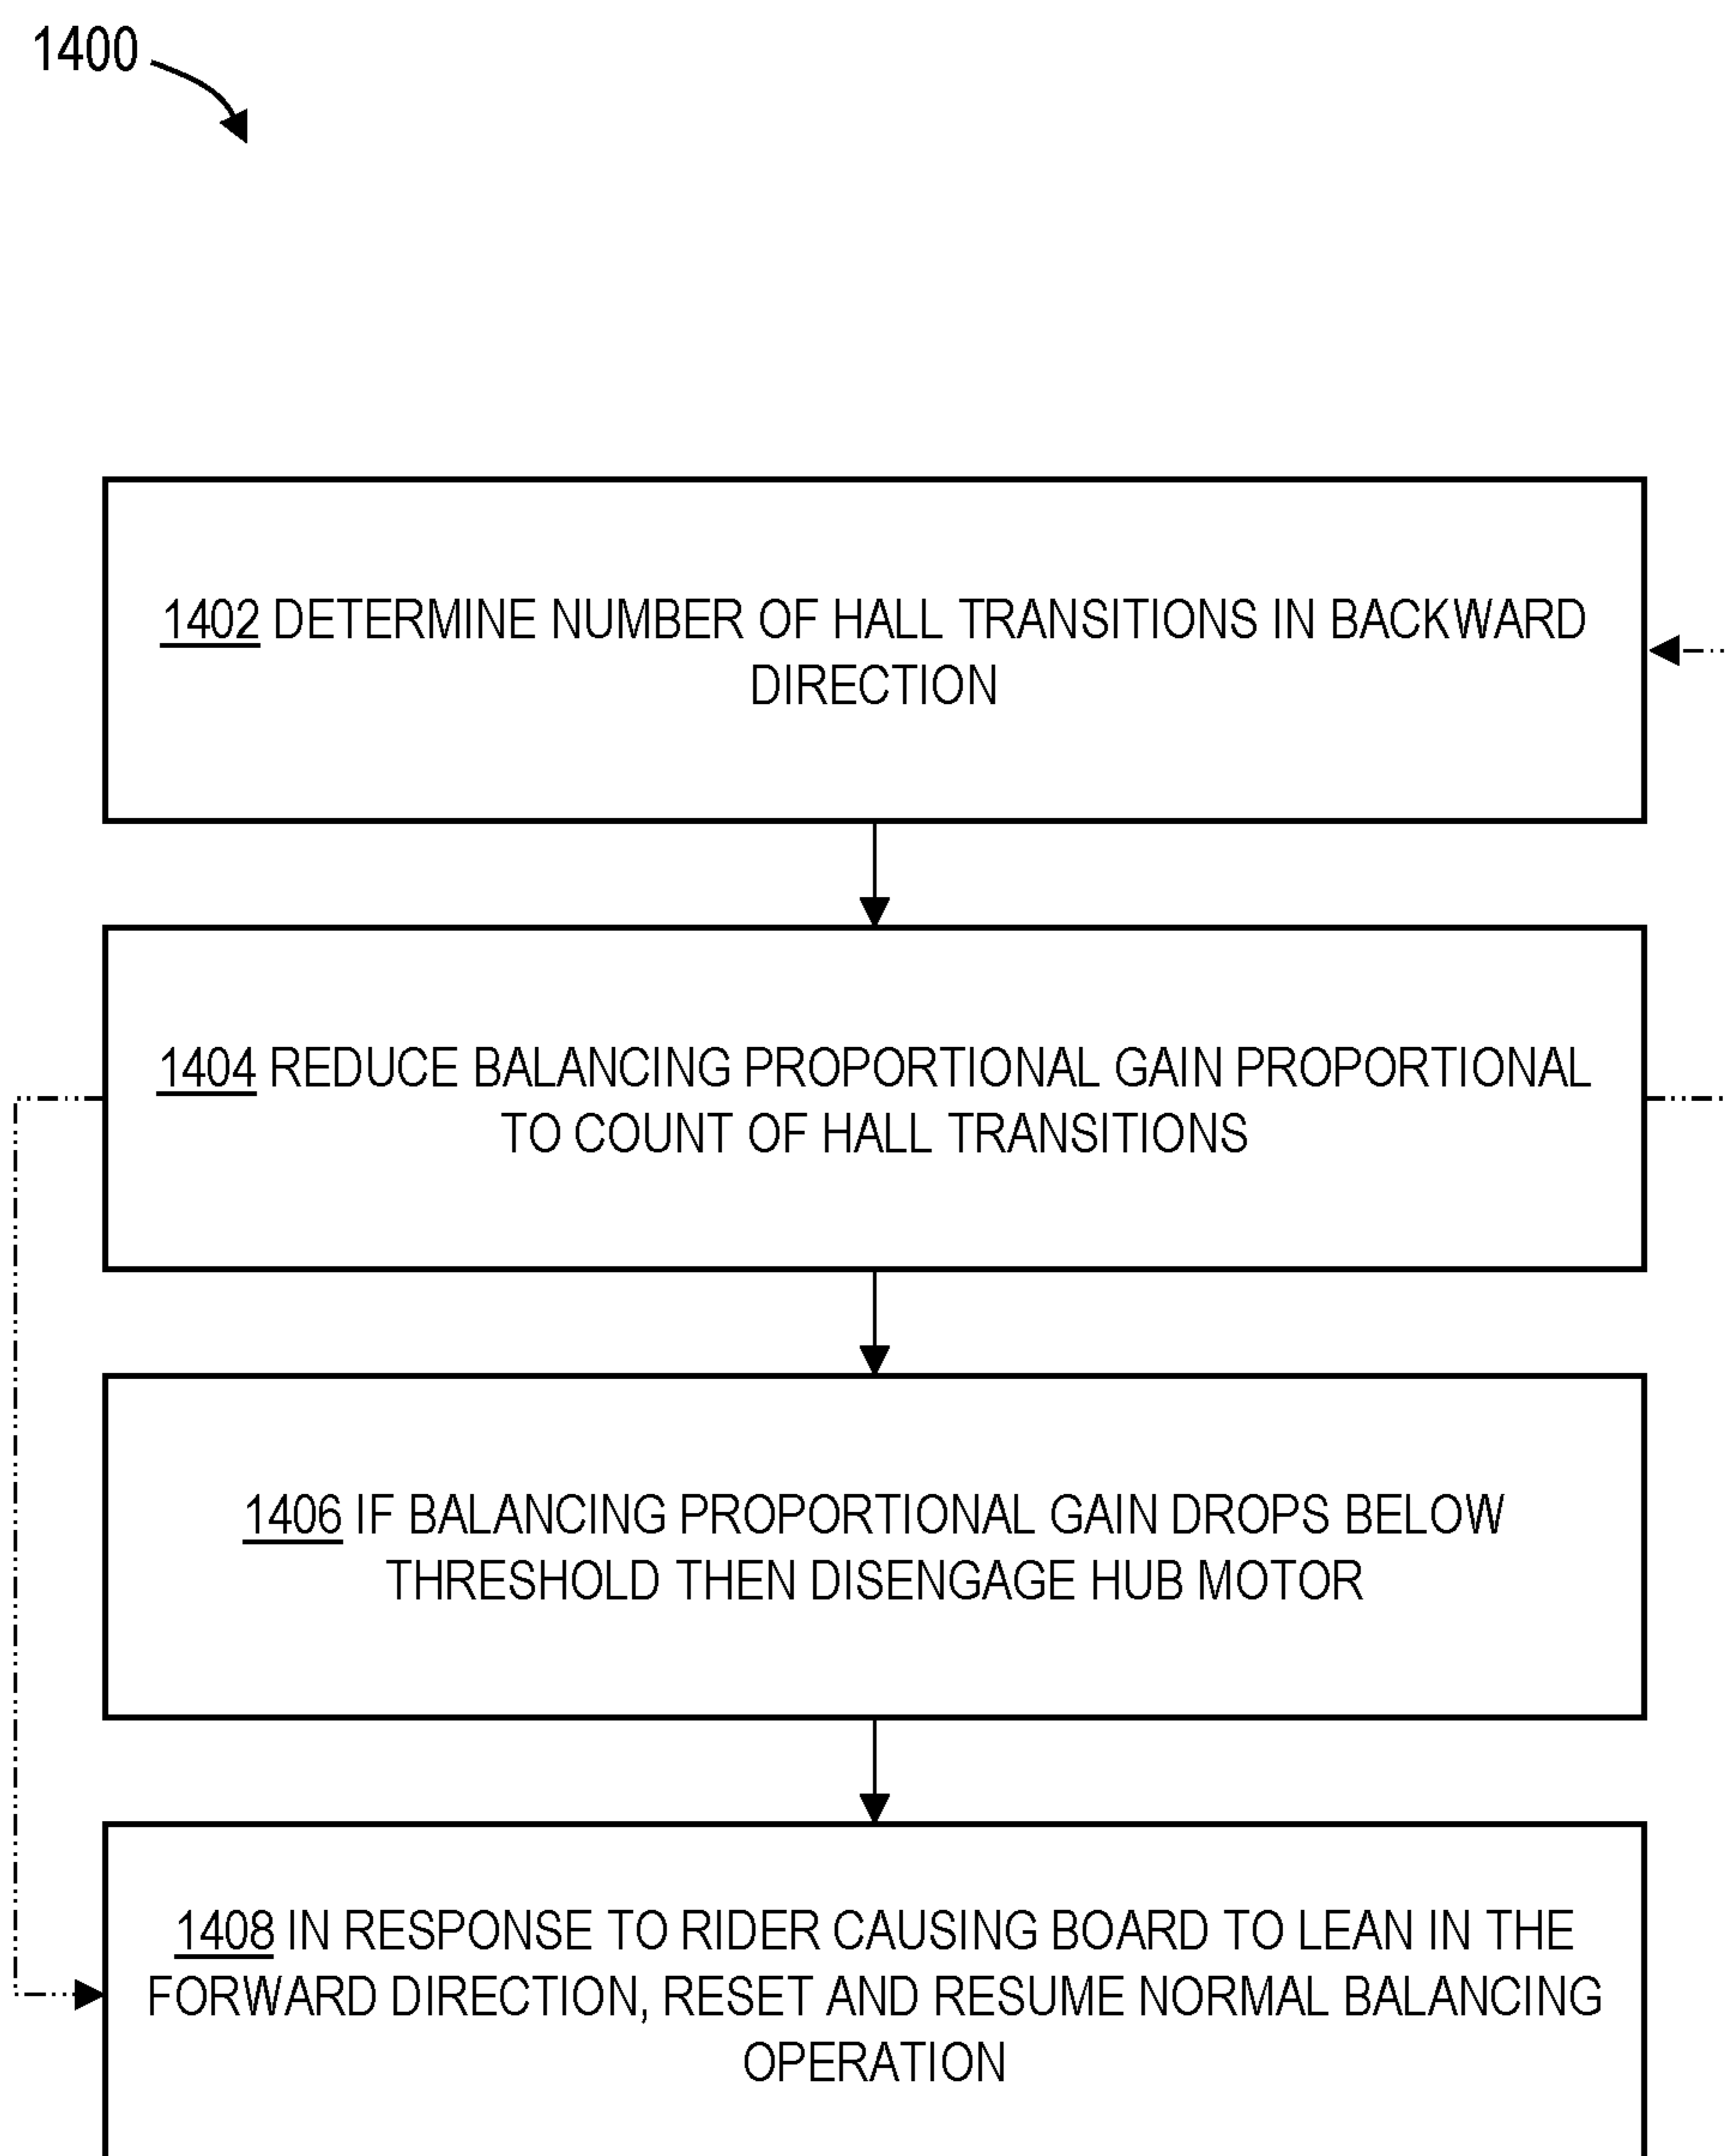 1400
1402 DETERMINE NUMBER OF HALL TRANSITIONS IN BACKWARD
DIRECTION
1404 REDUCE BALANCING PROPORTIONAL GAIN PROPORTIONAL
TO COUNT OF HALL TRANSITIONS
1406 IF BALANCING PROPORTIONAL GAIN DROPS BELOW
THRESHOLD THEN DISENGAGE HUB MOTOR
1408 IN RESPONSE TO RIDER CAUSING BOARD TO LEAN IN THE
FORWARD DIRECTION, RESET AND RESUME NORMAL BALANCING
OPERATION